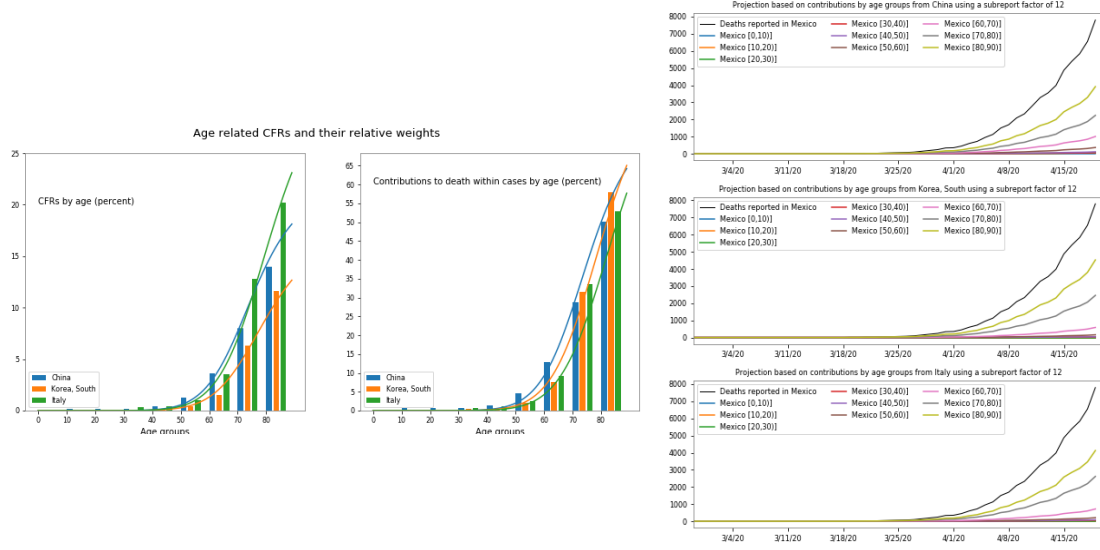 Age related CFRs and their relative weights
25
20
15
10
5
0
CFRs by age (percent)
China
Korea, South
Italy
0 10 20 30 40 50 60 70 80
Age groups
65
60
55
50
45
40
35
30
25
20
15
10
5
0
Contributions to death within cases by age (percent)
China
Korea, South
Italy
0 10 20 30 40 50 60 70 80
Age groups
Projection based on contributions by age groups from China using a subreport factor of 12
8000
7000
6000
5000
4000
3000
2000
1000
0
Deaths reported in Mexico Mexico [30,40)] Mexico [60,70)]
Mexico [0,10)] Mexico [40,50)] Mexico [70,80)]
Mexico [10,20)] Mexico [50,60)] Mexico [80,90)]
Mexico [20,30)]
3/4/20 3/11/20 3/18/20 3/25/20 4/1/20 4/8/20 4/15/20
Projection based on contributions by age groups from Korea, South using a subreport factor of 12
8000
7000
6000
5000
4000
3000
2000
1000
0
Deaths reported in Mexico Mexico [30,40)] Mexico [60,70)]
Mexico [0,10)] Mexico [40,50)] Mexico [70,80)]
Mexico [10,20)] Mexico [50,60)] Mexico [80,90)]
Mexico [20,30)]
3/4/20 3/11/20 3/18/20 3/25/20 4/1/20 4/8/20 4/15/20
Projection based on contributions by age groups from Italy using a subreport factor of 12
8000
7000
6000
5000
4000
3000
2000
1000
0
Deaths reported in Mexico Mexico [30,40)] Mexico [60,70)]
Mexico [0,10)] Mexico [40,50)] Mexico [70,80)]
Mexico [10,20)] Mexico [50,60)] Mexico [80,90)]
Mexico [20,30)]
3/4/20 3/11/20 3/18/20 3/25/20 4/1/20 4/8/20 4/15/20